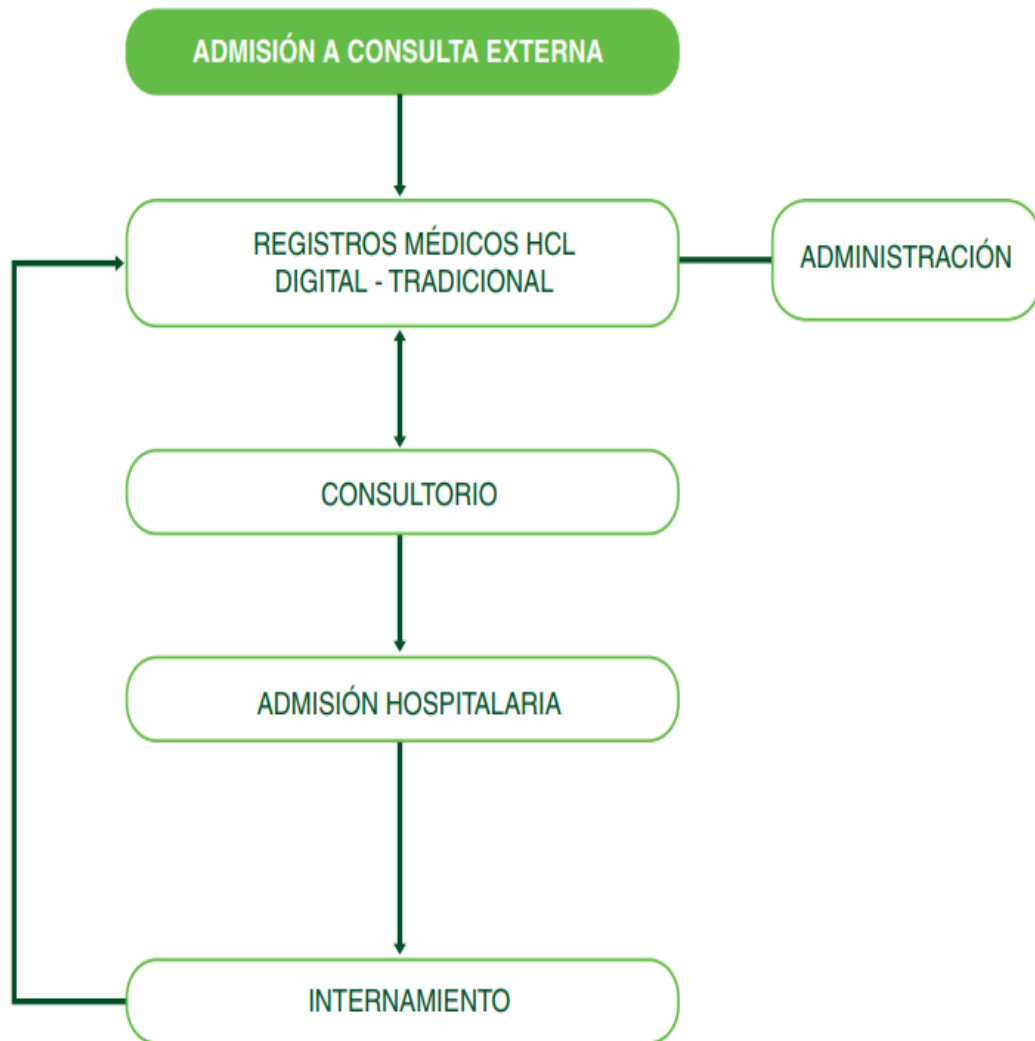 ADMISIÓN A CONSULTA EXTERNA
REGISTROS MÉDICOS HCL
DIGITAL - TRADICIONAL
ADMINISTRACIÓN
CONSULTORIO
ADMISIÓN HOSPITALARIA
INTERNAMIENTO